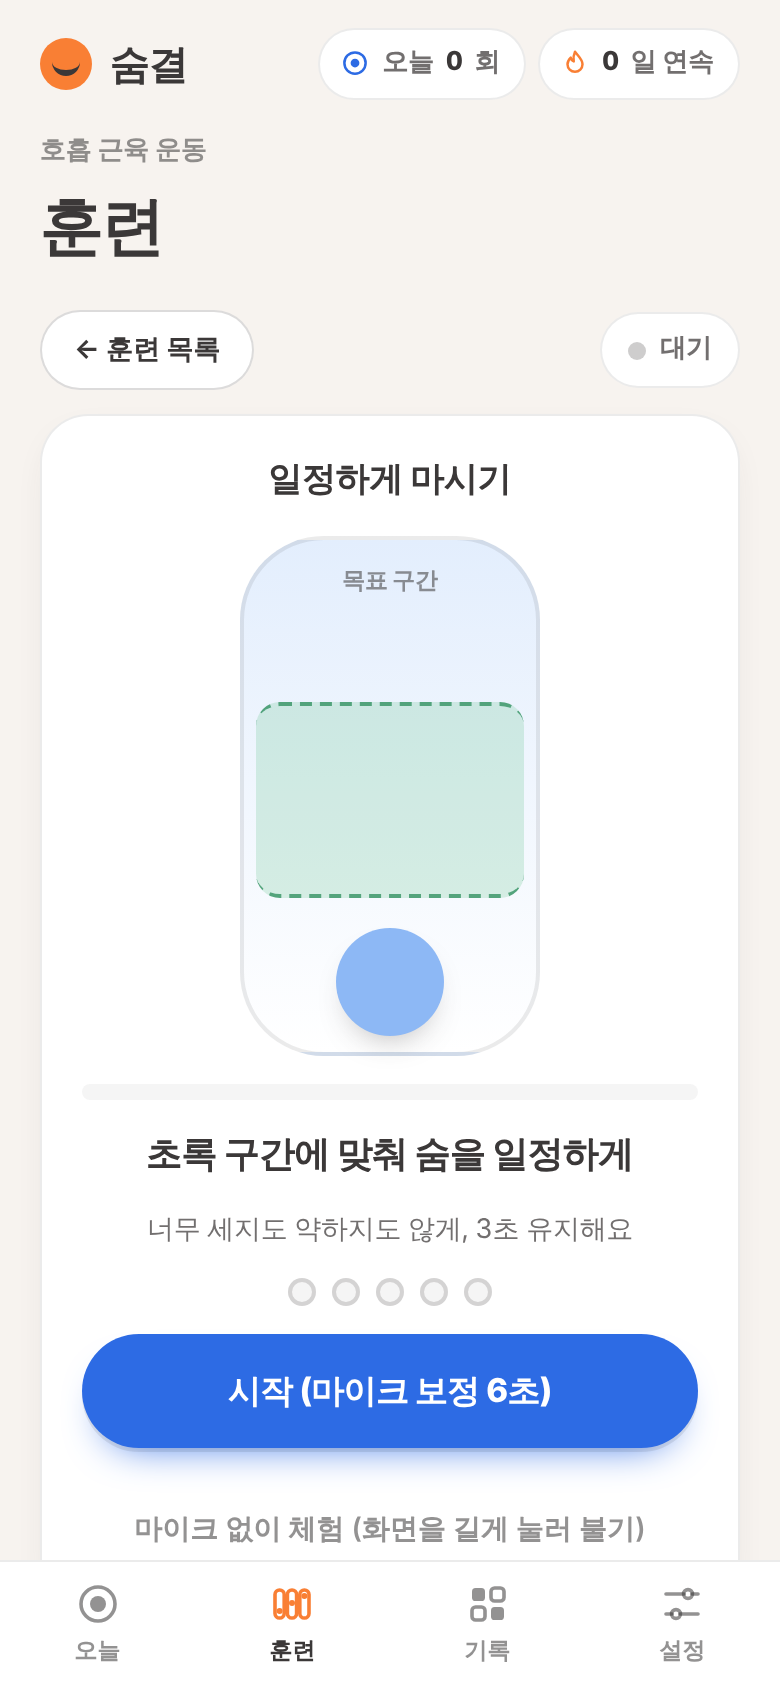 숨결
오늘 0 회
0 일 연속
호흡 근육 운동
훈련
← 훈련 목록
대기
일정하게 마시기
목표 구간
초록 구간에 맞춰 숨을 일정하게
너무 세지도 약하지도 않게, 3초 유지해요
시작 (마이크 보정 6초)
마이크 없이 체험 (화면을 길게 눌러 불기)
오늘
훈련
기록
설정